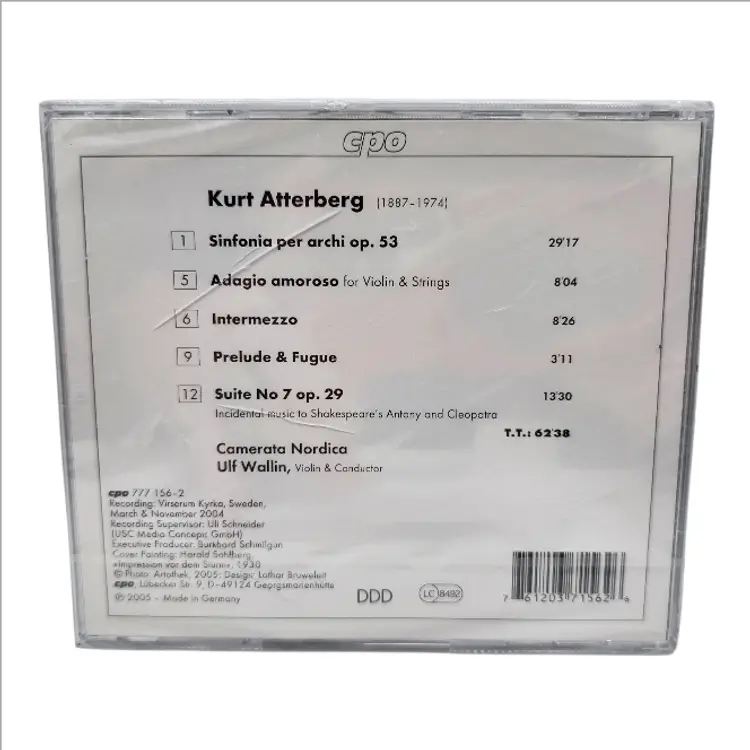 cpo
Kurt Atterberg (1887-1974)
1 Sinfonia per archi op. 53 29'17
5 Adagio amoroso for Violin & Strings 8'04
6 Intermezzo 8'26
9 Prelude & Fugue 3'11
12 Suite No 7 op. 29 13'30
Incidental music to Shakespeare's Antony and Cleopatra
T.T.: 62'38
Camerata Nordica
Ulf Wallin, Violin & Conductor
cpo 777 156-2
Recording: Virserum Kyrka, Sweden,
March & November 2004
Recording Supervisor: Uli Schneider
(USC Media Concepts GmbH)
Executive Producer: Burkhard Schmilgun
Cover Painting: Harald Sohlberg,
vor dem Sturm«, 1930
© Photo: Artothek, 2005; Design: Lothar Bruweleit
cpo, Lübecker Str. 9, D-49124 Georgsmarienhütte
℗ 2005 - Made in Germany
DDD
LC 8492
7 61203 71562 6